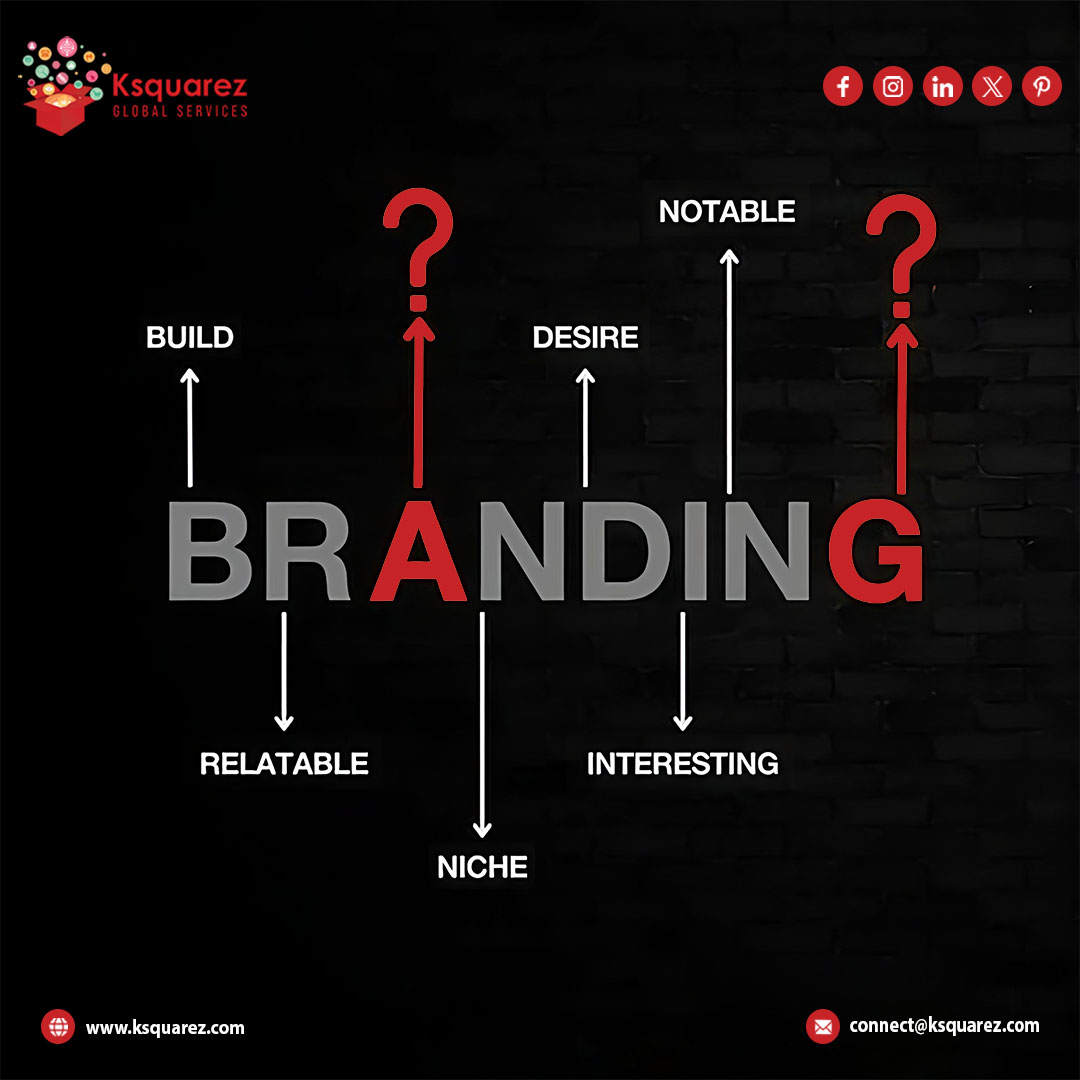 Ksquarez
GLOBAL SERVICES
?
?
NOTABLE
BUILD
DESIRE
BRANDING
RELATABLE
INTERESTING
NICHE
www.ksquarez.com
connect@ksquarez.com